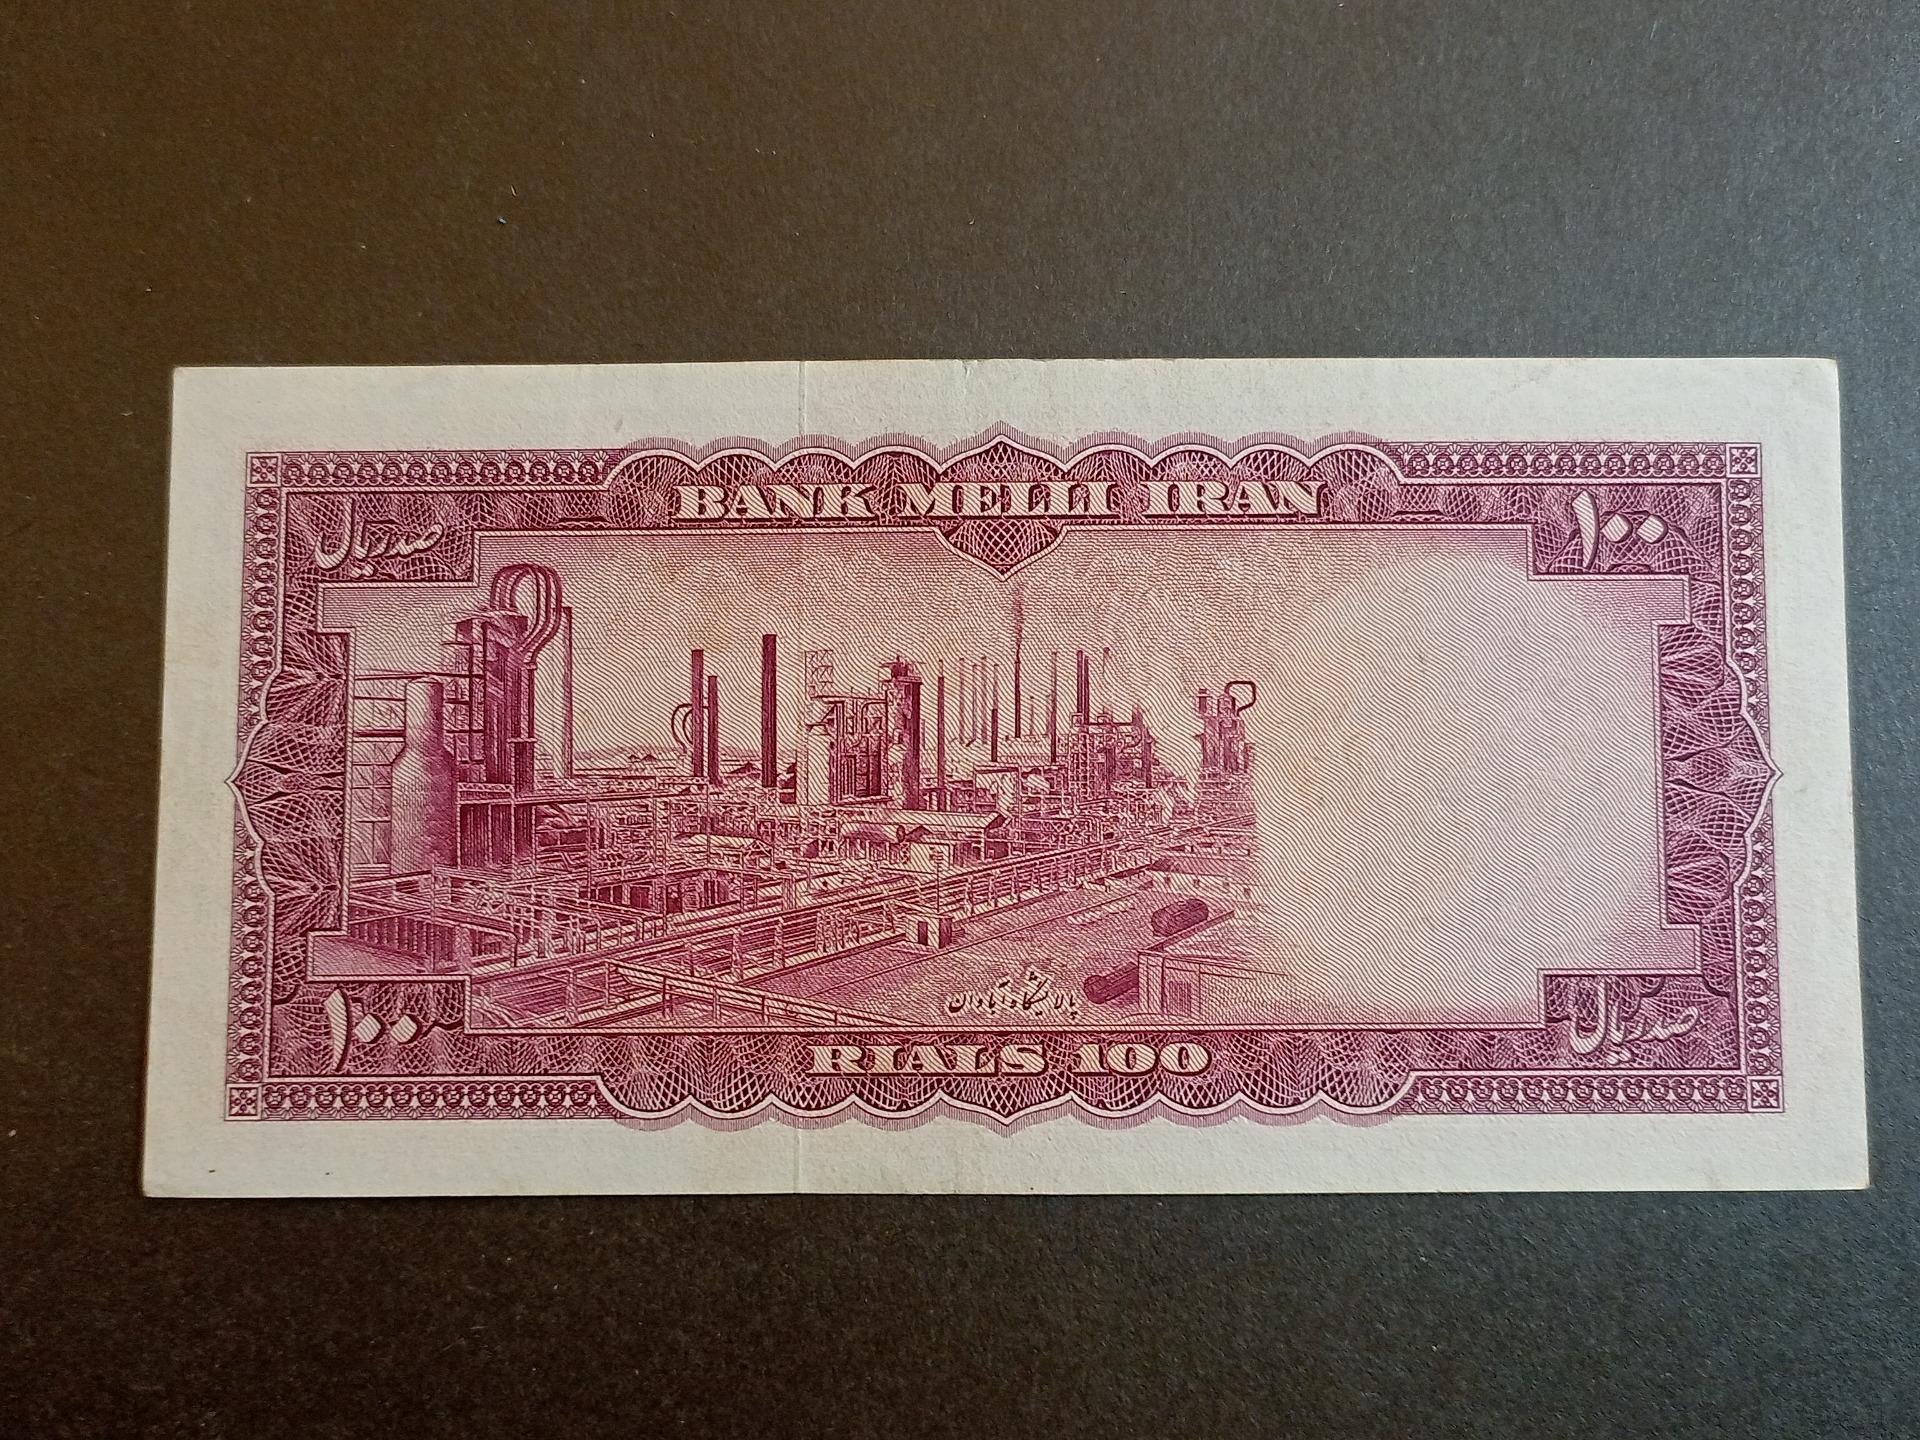 BANK MELLI IRAN
صد ریال
۱۰۰
پالایشگاه آبادان
۱۰۰
RIALS 100
صد ریال